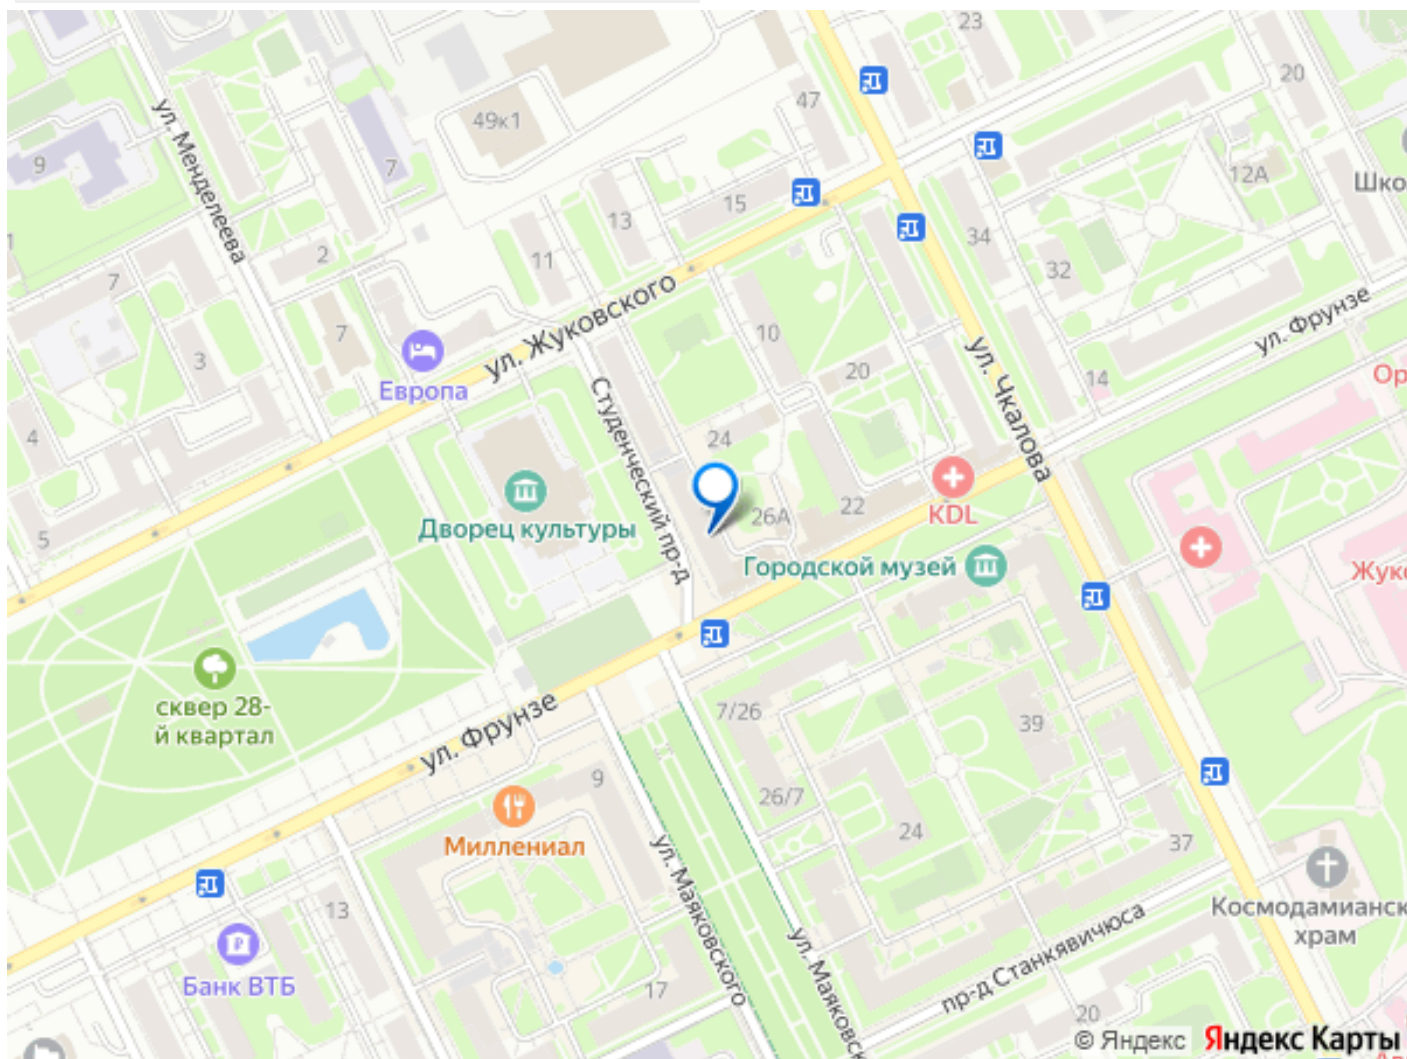 23
20
47
49к1
9
7
12А
Шко
ул. Менделеева
15
13
34
11
2
32
7
ул. Жуковского
10
ул. Фрунзе
7
3
Европа
20
14
ул. Чкалова
Ор
Студенческий пр-д
4
24
Дворец культуры
26А
22
KDL
5
Городской музей
Жук
сквер 28-
й квартал
ул. Фрунзе
7/26
39
9
26/7
24
Миллениал
37
ул. Маяковского
13
Космодамианск
храм
Банк ВТБ
17
ул. Маяковск
пр-д Станкявичюса
20
© Яндекс
Яндекс Карты